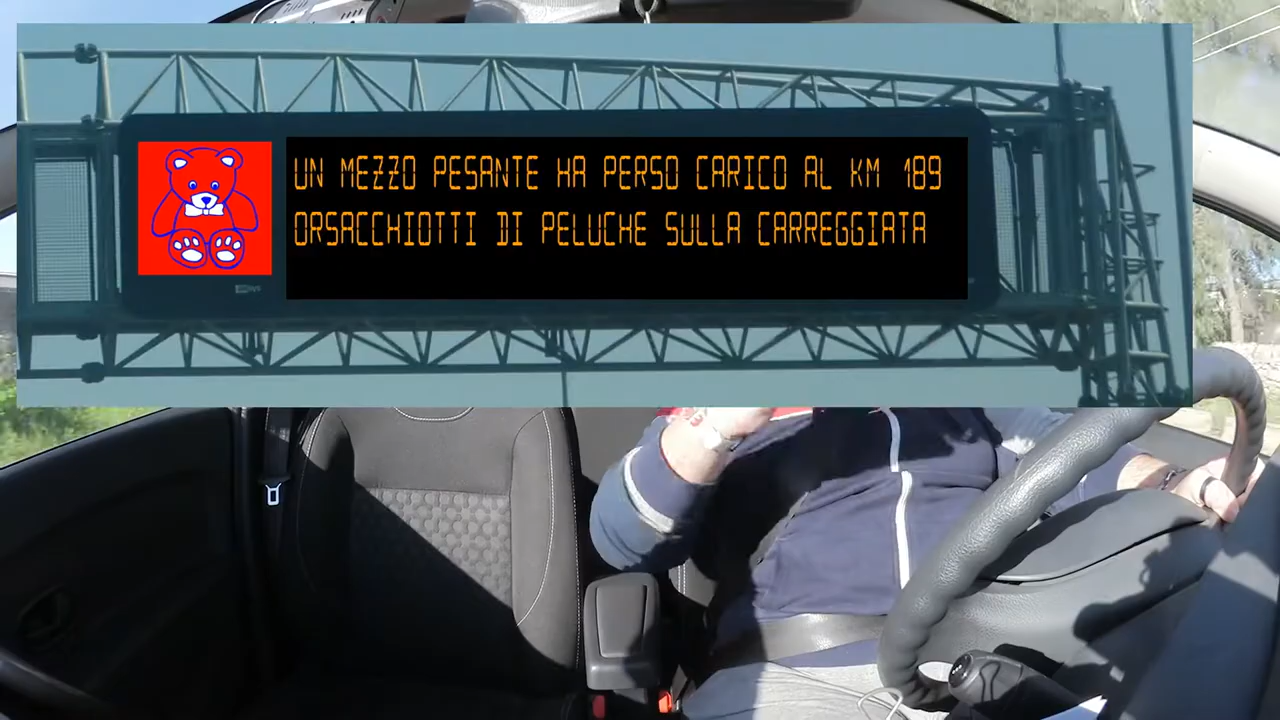 UN MEZZO PESANTE HA PERSO CARICO AL KM 189
ORSACCHIOTTI DI PELUCHE SULLA CARREGGIATA